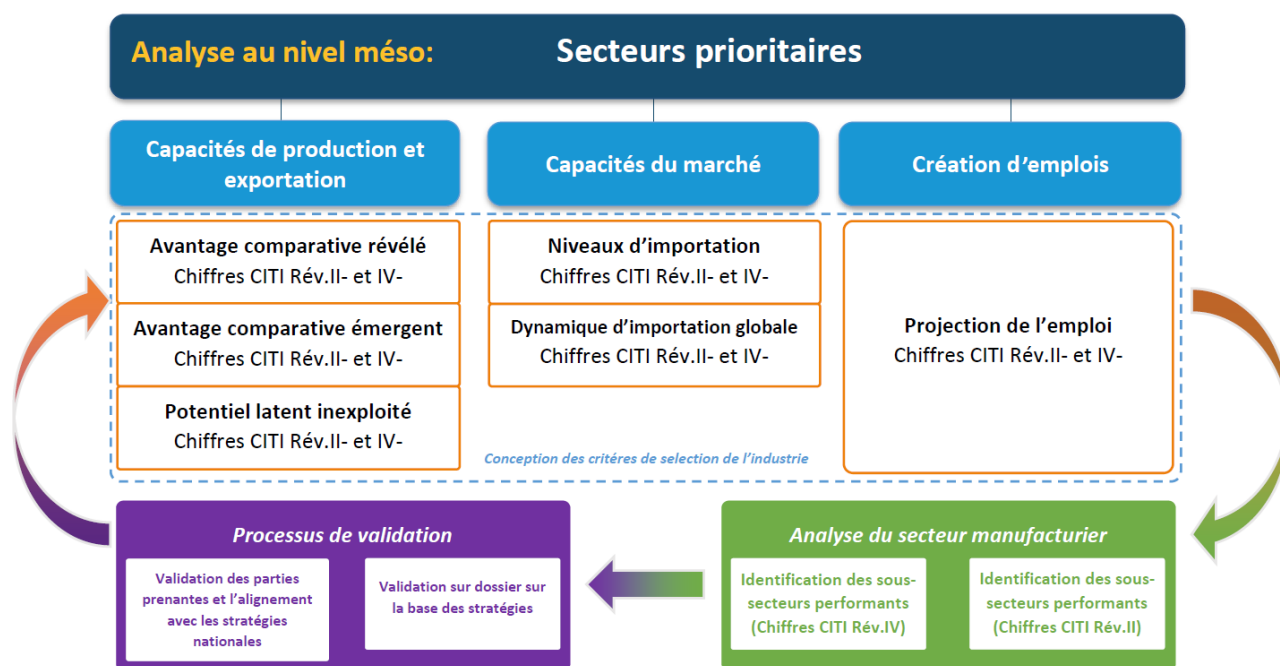 Analyse au niveau méso: Secteurs prioritaires
Capacités de production et
exportation
Capacités du marché
Création d'emplois
Avantage comparative révélé
Chiffres CITI Rév.II- et IV-
Avantage comparative émergent
Chiffres CITI Rév.II- et IV-
Potentiel latent inexploité
Chiffres CITI Rév.II- et IV-
Niveaux d'importation
Chiffres CITI Rév.II- et IV-
Dynamique d'importation globale
Chiffres CITI Rév.II- et IV-
Projection de l'emploi
Chiffres CITI Rév.II- et IV-
Conception des critéres de selection de l'industrie
Processus de validation
Validation des parties
prenantes et l'alignement
avec les stratégies
nationales
Validation sur dossier sur
la base des stratégies
Analyse du secteur manufacturier
Identification des sous-
secteurs performants
(Chiffres CITI Rév.IV)
Identification des sous-
secteurs performants
(Chiffres CITI Rév.II)